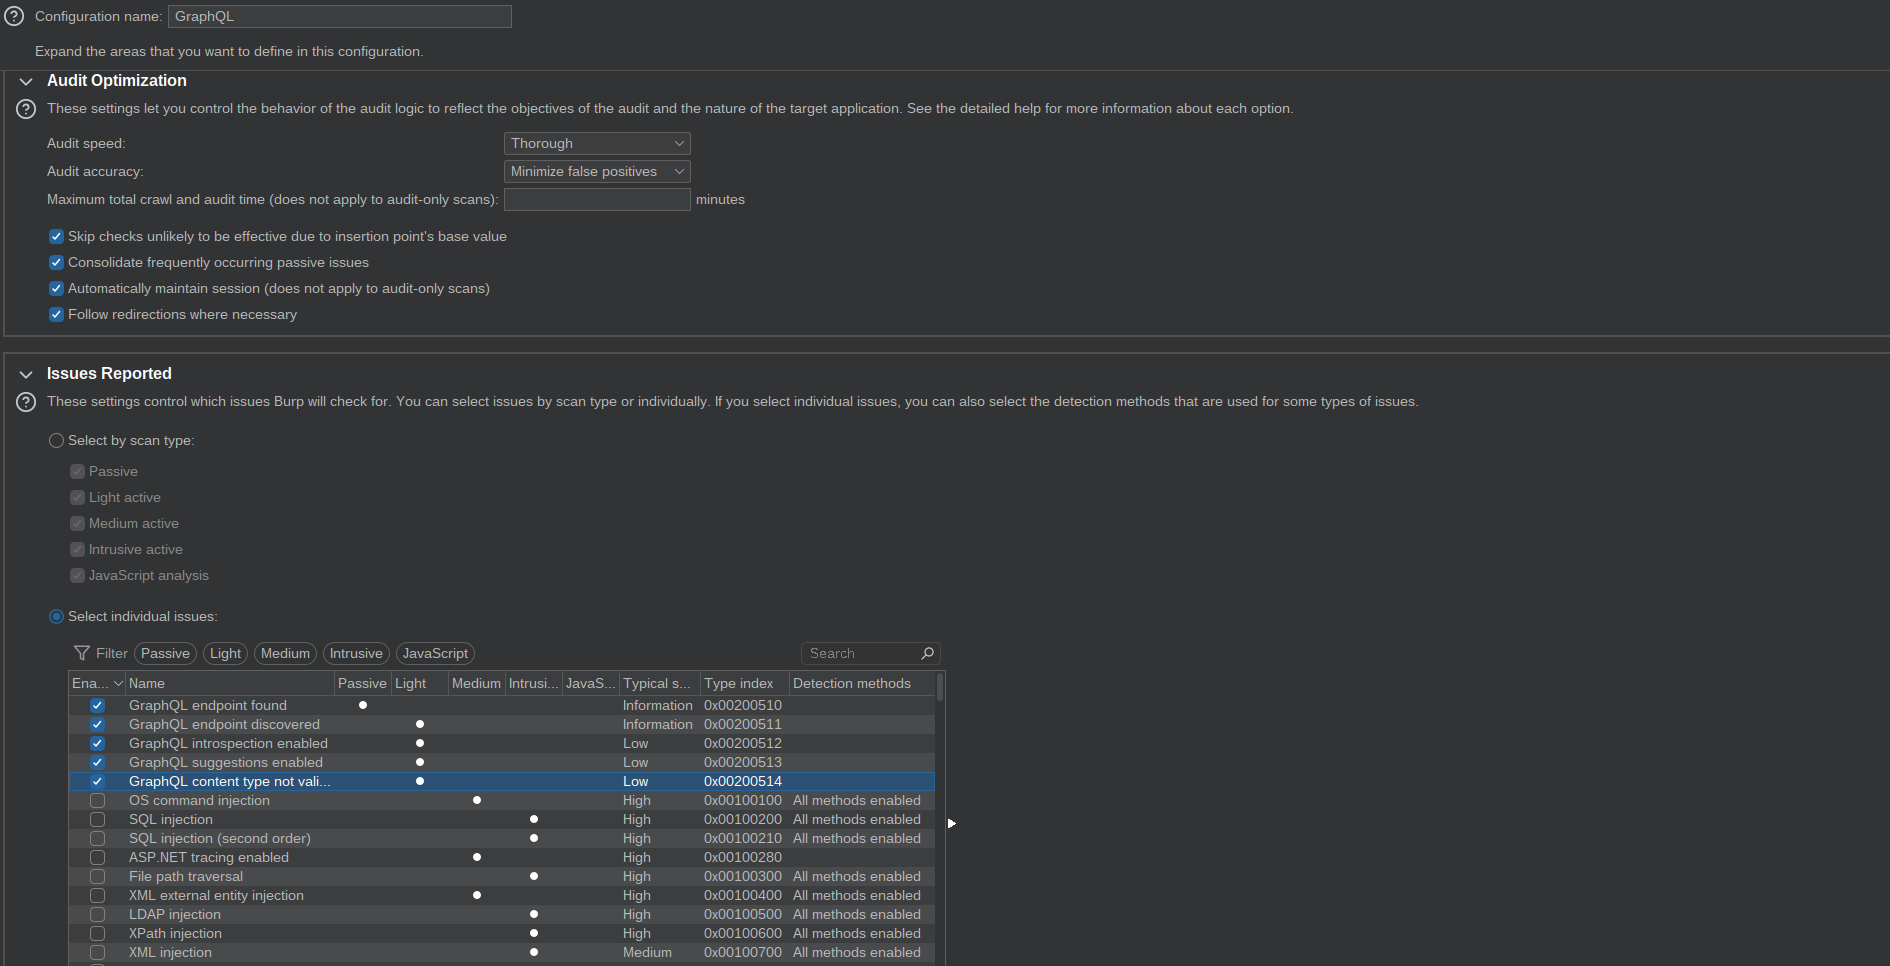 Configuration name: GraphQL
Expand the areas that you want to define in this configuration.
Audit Optimization
These settings let you control the behavior of the audit logic to reflect the objectives of the audit and the nature of the target application. See the detailed help for more information about each option.
Audit speed: Thorough
Audit accuracy: Minimize false positives
Maximum total crawl and audit time (does not apply to audit-only scans): minutes
Skip checks unlikely to be effective due to insertion point's base value
Consolidate frequently occurring passive issues
Automatically maintain session (does not apply to audit-only scans)
Follow redirections where necessary
Issues Reported
These settings control which issues Burp will check for. You can select issues by scan type or individually. If you select individual issues, you can also select the detection methods that are used for some types of issues.
Select by scan type:
Passive
Light active
Medium active
Intrusive active
JavaScript analysis
Select individual issues:
Filter Passive Light Medium Intrusive JavaScript Search
Ena... Name Passive Light Medium Intrusi... JavaS... Typical s... Type index Detection methods
GraphQL endpoint found Information 0x00200510
GraphQL endpoint discovered Information 0x00200511
GraphQL introspection enabled Low 0x00200512
GraphQL suggestions enabled Low 0x00200513
GraphQL content type not vali... Low 0x00200514
OS command injection High 0x00100100 All methods enabled
SQL injection High 0x00100200 All methods enabled
SQL injection (second order) High 0x00100210 All methods enabled
ASP.NET tracing enabled High 0x00100280
File path traversal High 0x00100300 All methods enabled
XML external entity injection High 0x00100400 All methods enabled
LDAP injection High 0x00100500 All methods enabled
XPath injection High 0x00100600 All methods enabled
XML injection Medium 0x00100700 All methods enabled